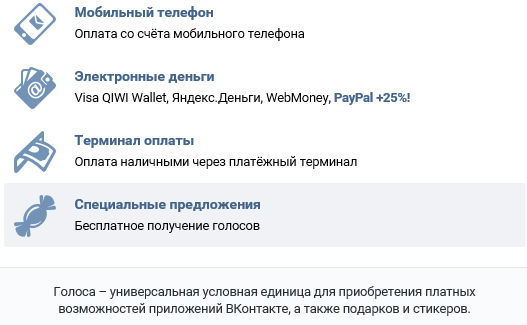 Мобильный телефон
Оплата со счёта мобильного телефона
Электронные деньги
Visa QIWI Wallet, Яндекс.Деньги, WebMoney, PayPal +25%!
Терминал оплаты
Оплата наличными через платёжный терминал
Специальные предложения
Бесплатное получение голосов
Голоса – универсальная условная единица для приобретения платных
возможностей приложений ВКонтакте, а также подарков и стикеров.